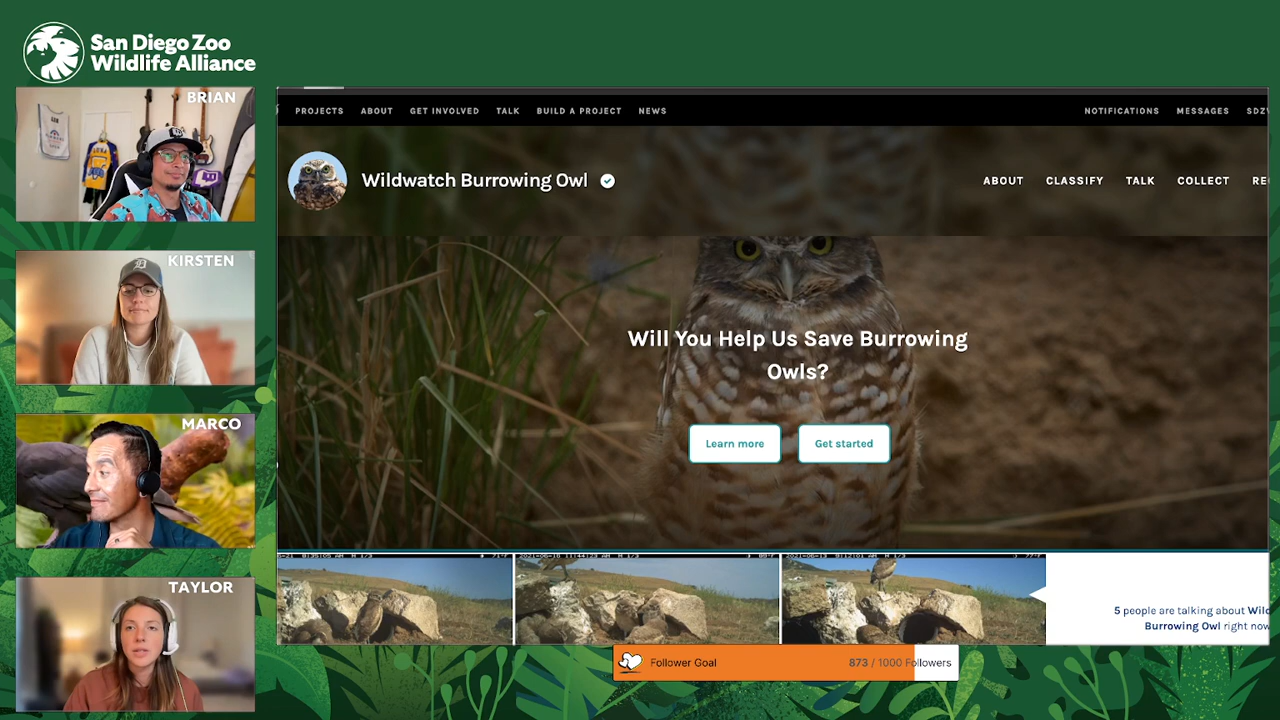 San Diego Zoo
Wildlife Alliance
BRIAN
KIRSTEN
MARCO
TAYLOR
PROJECTS ABOUT GET INVOLVED TALK BUILD A PROJECT NEWS NOTIFICATIONS MESSAGES
Wildwatch Burrowing Owl
ABOUT CLASSIFY TALK COLLECT
Will You Help Us Save Burrowing
Owls?
Learn more Get started
5 people are talking about
Burrowing Owl right now
Follower Goal 873 / 1000 Followers